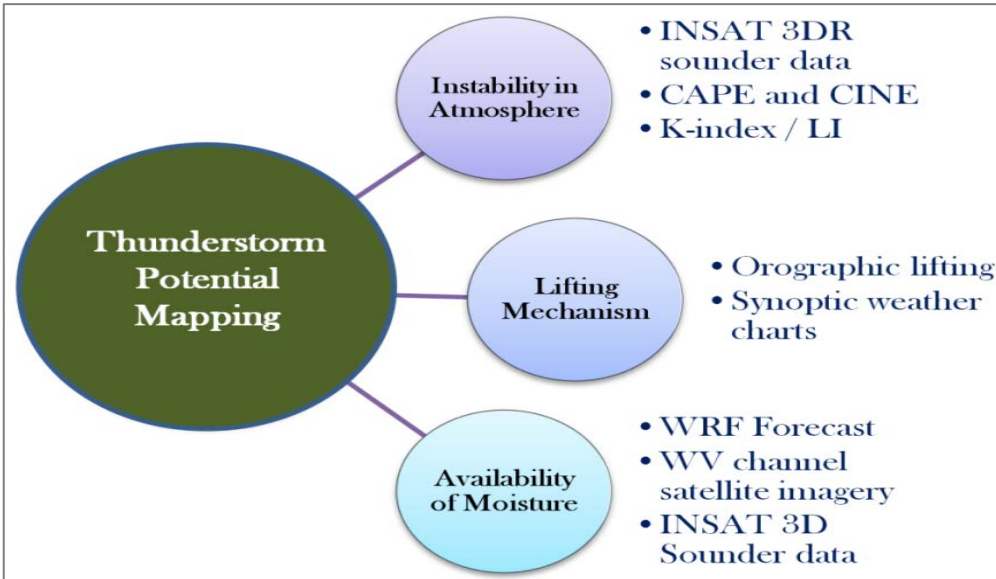 Thunderstorm
Potential
Mapping
Instability in
Atmosphere
• INSAT 3DR
sounder data
• CAPE and CINE
• K-index / LI
Lifting
Mechanism
• Orographic lifting
• Synoptic weather
charts
Availability
of Moisture
• WRF Forecast
• WV channel
satellite imagery
• INSAT 3D
Sounder data